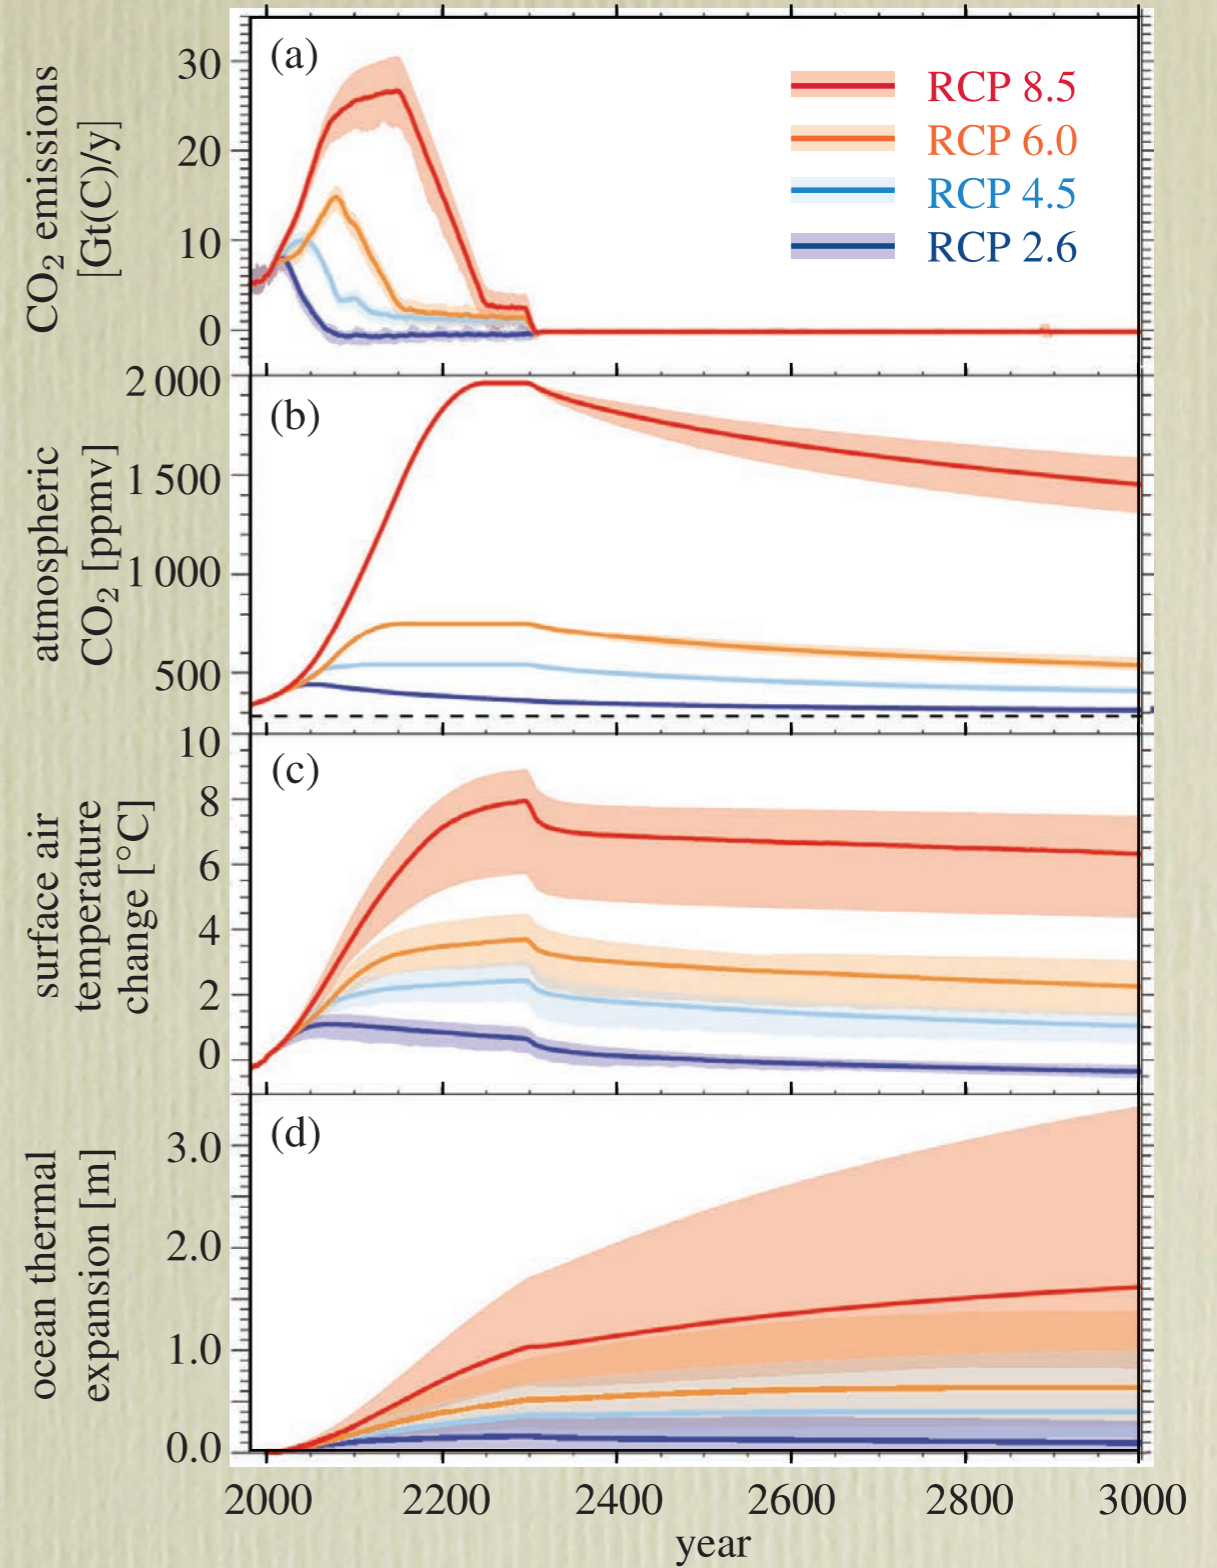 CO₂ emissions
[Gt(C)/y]
30
20
10
0
(a)
RCP 8.5
RCP 6.0
RCP 4.5
RCP 2.6
atmospheric
CO₂ [ppmv]
2 000
1 500
1 000
500
(b)
surface air
temperature
change [°C]
10
8
6
4
2
0
(c)
ocean thermal
expansion [m]
3.0
2.0
1.0
0.0
(d)
2000 2200 2400 2600 2800 3000
year